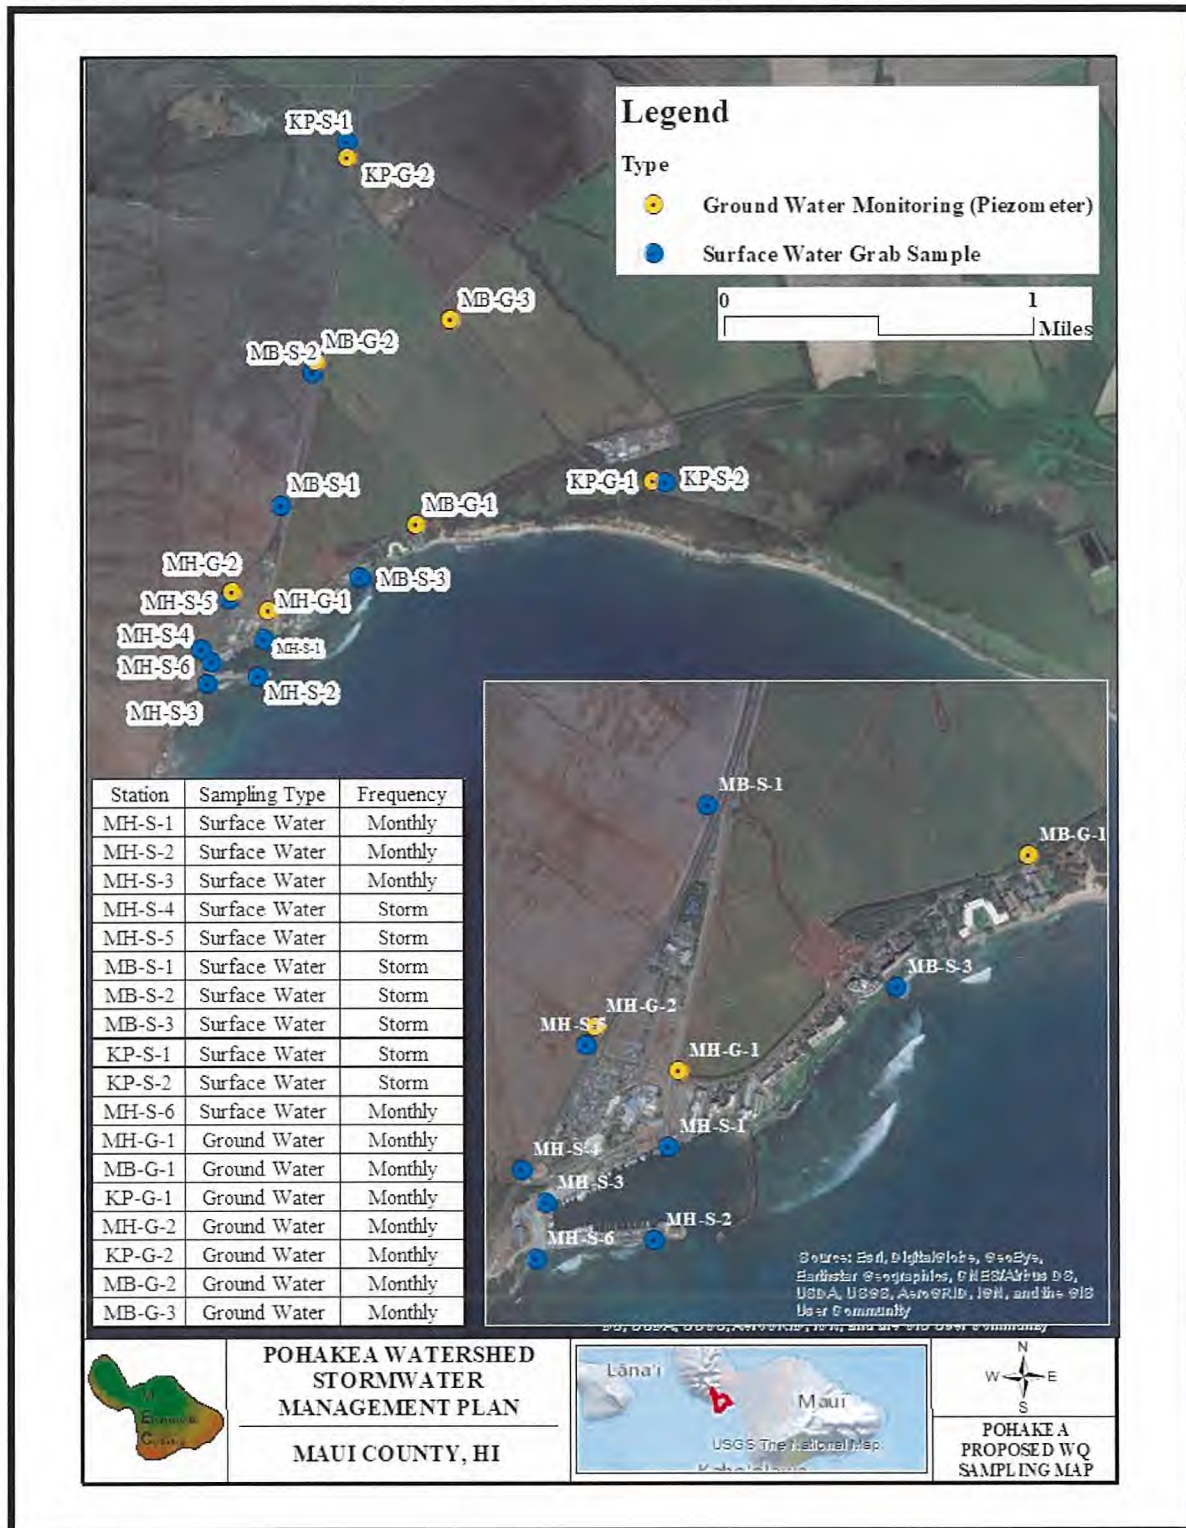 Legend
Type
Ground Water Monitoring (Piezometer)
Surface Water Grab Sample
0 1
Miles
KP-S-1
KP-G-2
MB-G-3
MB-G-2
MB-S-2
KP-G-1
KP-S-2
MB-S-1
MB-G-1
MH-G-2
MB-S-3
MH-S-5
MH-G-1
MH-S-4
MH-S-1
MH-S-6
MH-S-2
MH-S-3
Station Sampling Type Frequency
MH-S-1 Surface Water Monthly
MH-S-2 Surface Water Monthly
MH-S-3 Surface Water Monthly
MH-S-4 Surface Water Storm
MH-S-5 Surface Water Storm
MB-S-1 Surface Water Storm
MB-S-2 Surface Water Storm
MB-S-3 Surface Water Storm
KP-S-1 Surface Water Storm
KP-S-2 Surface Water Storm
MH-S-6 Surface Water Monthly
MH-G-1 Ground Water Monthly
MB-G-1 Ground Water Monthly
KP-G-1 Ground Water Monthly
MH-G-2 Ground Water Monthly
KP-G-2 Ground Water Monthly
MB-G-2 Ground Water Monthly
MB-G-3 Ground Water Monthly
MB-S-1
MB-G-1
MB-S-3
MH-G-2
MH-S-5
MH-G-1
MH-S-1
MH-S-4
MH-S-3
MH-S-2
MH-S-6
Source: Esri, DigitalGlobe, GeoEye,
Earthstar Geographics, CNES/Airbus DS,
USDA, USGS, AeroGRID, IGN, and the GIS
User Community
DS, USDA, USGS, AeroGRID, IGN, and the GIS User Community
POHAKEA WATERSHED
STORMWATER
MANAGEMENT PLAN
MAUI COUNTY, HI
Lāna'i
Maui
USGS The National Map:
N
W E
S
POHAKEA
PROPOSED WQ
SAMPLING MAP